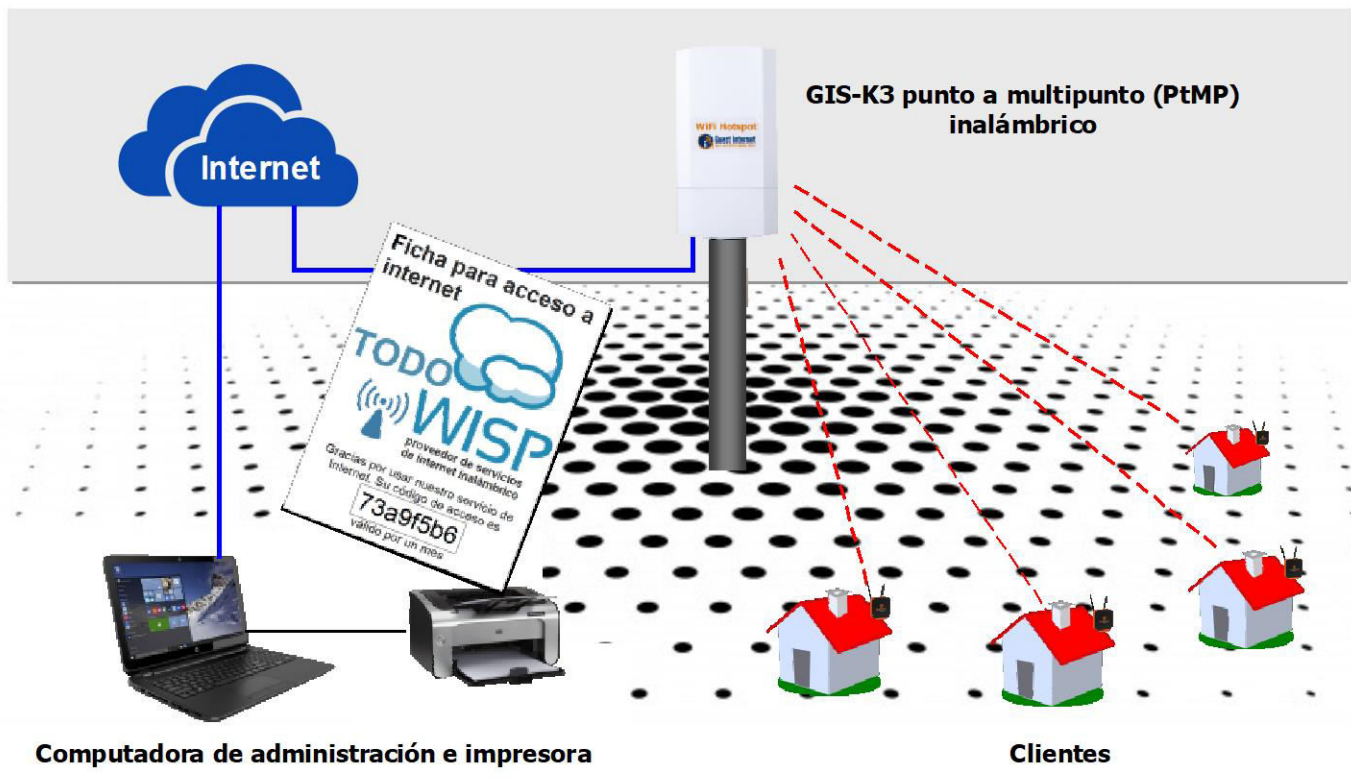 GIS-K3 punto a multipunto (PtMP)
inalámbrico
WiFi Hotspot
Guest Internet
Internet
Ficha para acceso a
internet
TODO
WISP
proveedor de servicios
de internet inalámbrico
Gracias por usar nuestro servicio de
Internet. Su código de acceso es
73a9f5b6
válido por un mes
Computadora de administración e impresora
Clientes